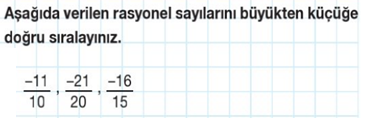 Aşağıda verilen rasyonel sayılarını büyükten küçüğe
doğru sıralayınız.
−11/10 , −21/20 , −16/15